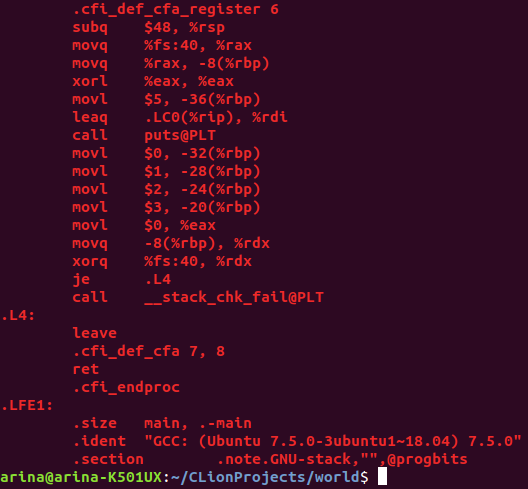 .cfi_def_cfa_register 6
subq $48, %rsp
movq %fs:40, %rax
movq %rax, -8(%rbp)
xorl %eax, %eax
movl $5, -36(%rbp)
leaq .LC0(%rip), %rdi
call puts@PLT
movl $0, -32(%rbp)
movl $1, -28(%rbp)
movl $2, -24(%rbp)
movl $3, -20(%rbp)
movl $0, %eax
movq -8(%rbp), %rdx
xorq %fs:40, %rdx
je .L4
call __stack_chk_fail@PLT
.L4:
leave
.cfi_def_cfa 7, 8
ret
.cfi_endproc
.LFE1:
.size main, .-main
.ident "GCC: (Ubuntu 7.5.0-3ubuntu1~18.04) 7.5.0"
.section .note.GNU-stack,"",@progbits
arina@arina-K501UX:~/CLionProjects/world$